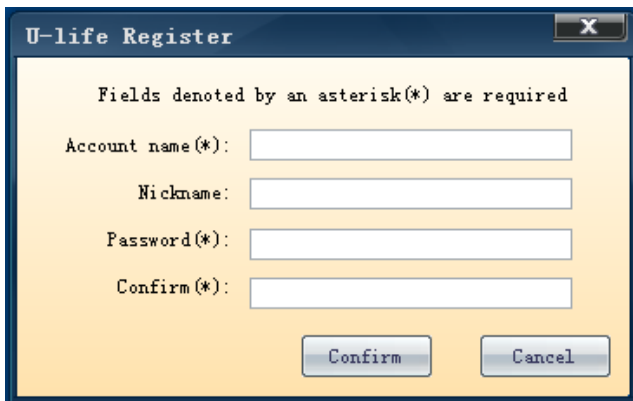 U-life Register
X
Fields denoted by an asterisk(*) are required
Account name(*):
Nickname:
Password(*):
Confirm(*):
Confirm
Cancel